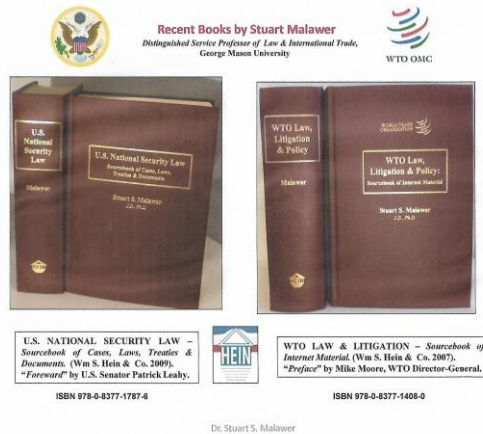 Recent Books by Stuart Malawer
Distinguished Service Professor of Law & International Trade,
George Mason University
WTO OMC
U.S.
National
Security
Law
Malawer
U.S. National Security Law
Sourcebook of Cases, Laws,
Treaties & Documents
Stuart S. Malawer
J.D., Ph.D.
WTO Law,
Litigation
& Policy
Malawer
WORLD TRADE
ORGANIZATION
WTO Law,
Litigation & Policy:
Sourcebook of Internet Material
Stuart S. Malawer
J.D., Ph.D.
U.S. NATIONAL SECURITY LAW –
Sourcebook of Cases, Laws, Treaties &
Documents. (Wm S. Hein & Co. 2009).
“Foreward” by U.S. Senator Patrick Leahy.
HEIN
WTO LAW & LITIGATION – Sourcebook of
Internet Material. (Wm S. Hein & Co. 2007).
“Preface” by Mike Moore, WTO Director-General.
ISBN 978-0-8377-1787-6
ISBN 978-0-8377-1408-0
Dr. Stuart S. Malawer